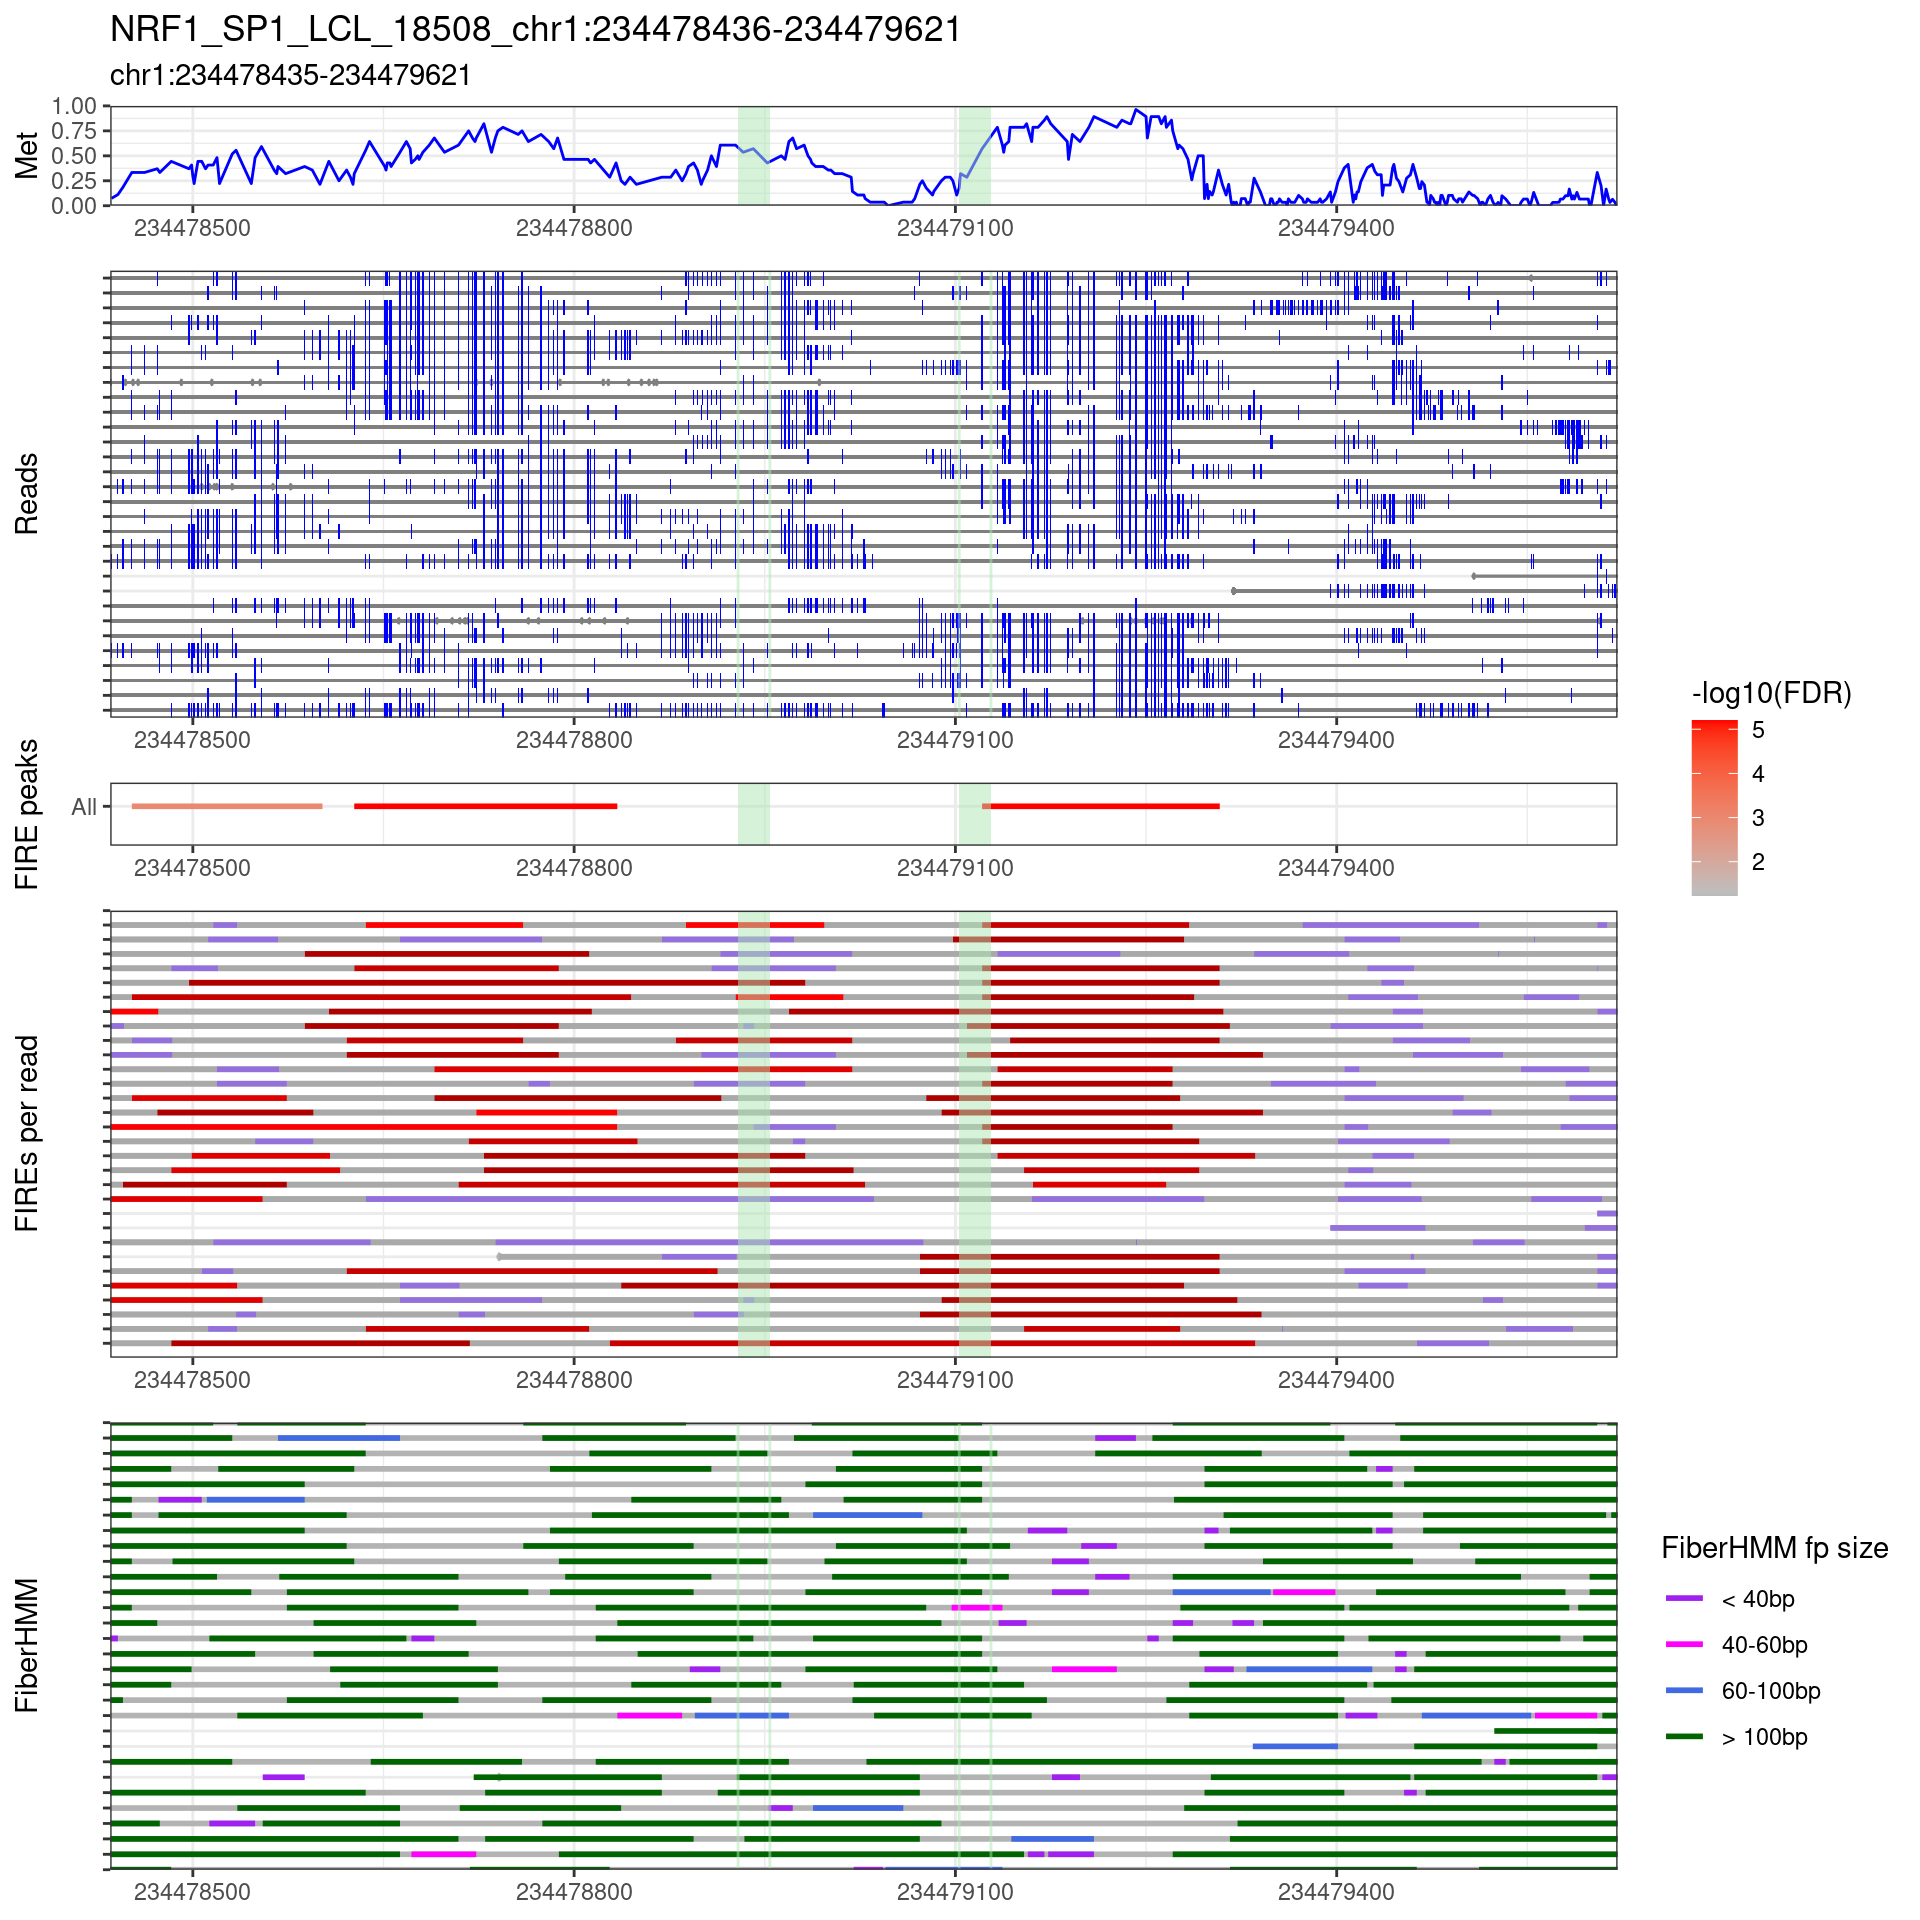 NRF1_SP1_LCL_18508_chr1:234478436-234479621
chr1:234478435-234479621
Met
1.00
0.75
0.50
0.25
0.00
234478500 234478800 234479100 234479400
Reads
234478500 234478800 234479100 234479400
FIRE peaks
All
234478500 234478800 234479100 234479400
-log10(FDR)
5
4
3
2
FIREs per read
234478500 234478800 234479100 234479400
FiberHMM
234478500 234478800 234479100 234479400
FiberHMM fp size
< 40bp
40-60bp
60-100bp
> 100bp